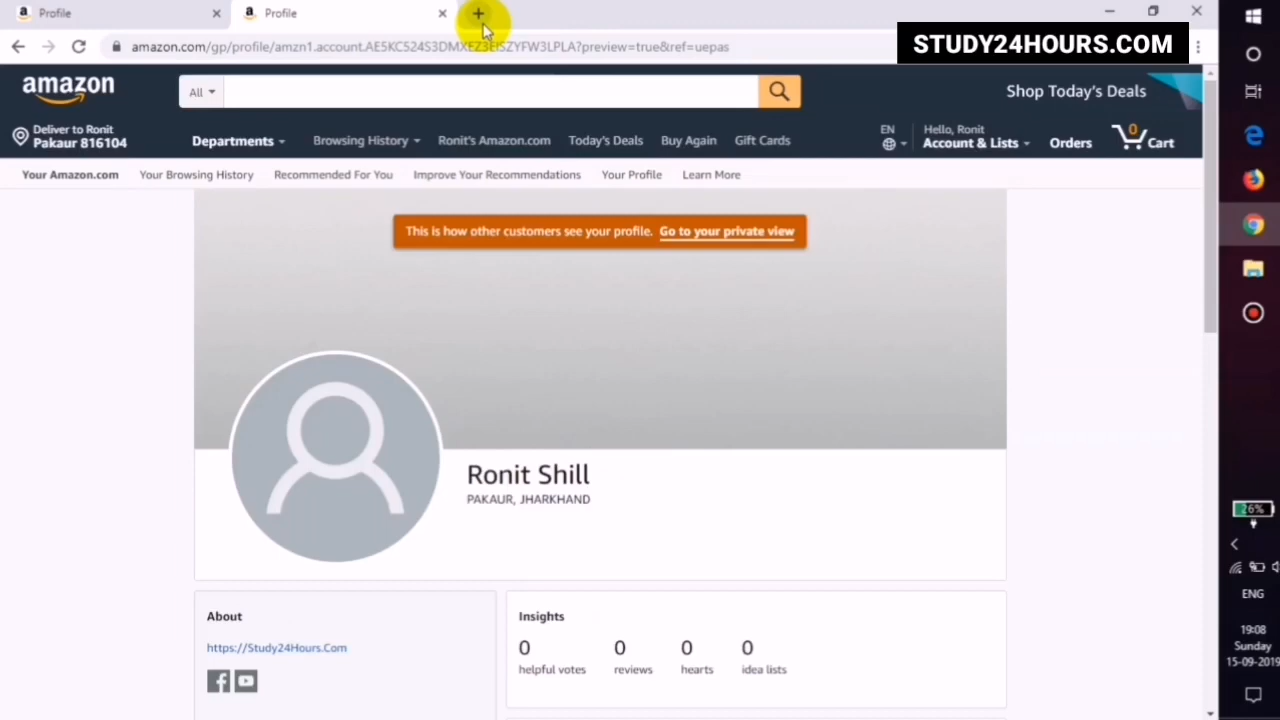 Profile
Profile
amazon.com/gp/profile/amzn1.account.AE5KCS24S3DMXEZ3EISZYFW3LPLA?preview=true&ref=uepas
STUDY24HOURS.COM
amazon
All
Shop Today's Deals
Deliver to Ronit
Pakaur 816104
Departments
Browsing History
Ronit's Amazon.com
Today's Deals
Buy Again
Gift Cards
EN
Hello, Ronit
Account & Lists
Orders
0
Cart
Your Amazon.com
Your Browsing History
Recommended For You
Improve Your Recommendations
Your Profile
Learn More
This is how other customers see your profile. Go to your private view
Ronit Shill
PAKAUR, JHARKHAND
About
https://Study24Hours.Com
Insights
0 0 0 0
helpful votes reviews hearts idea lists
26%
ENG
19:08
Sunday
15-09-2019